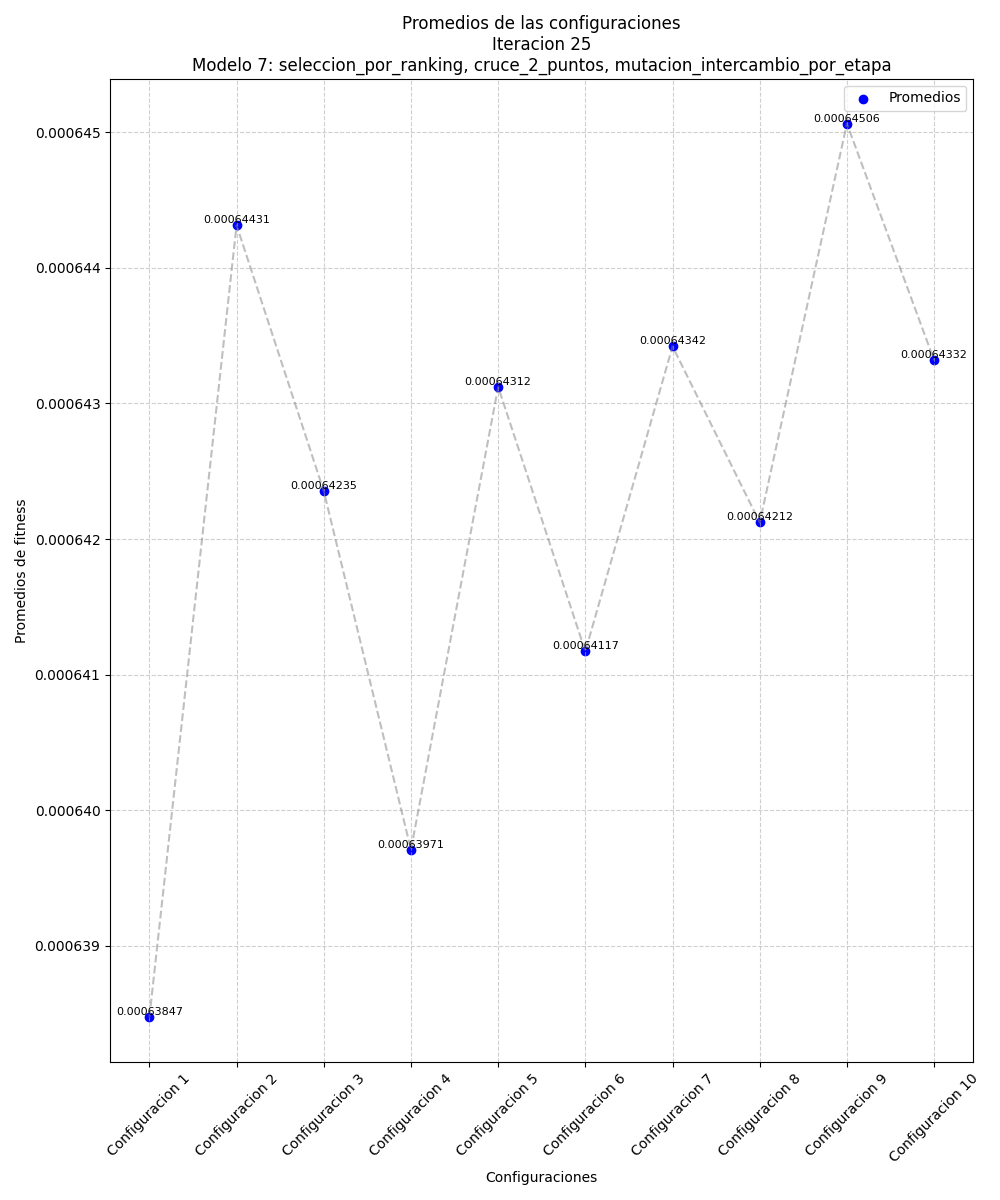 Promedios de las configuraciones
Iteracion 25
Modelo 7: seleccion_por_ranking, cruce_2_puntos, mutacion_intercambio_por_etapa
Promedios
0.000645
0.000644
0.000643
0.000642
0.000641
0.000640
0.000639
Promedios de fitness
0.00063847
0.00064431
0.00064235
0.00063971
0.00064312
0.00064117
0.00064342
0.00064212
0.00064506
0.00064332
Configuracion 1
Configuracion 2
Configuracion 3
Configuracion 4
Configuracion 5
Configuracion 6
Configuracion 7
Configuracion 8
Configuracion 9
Configuracion 10
Configuraciones